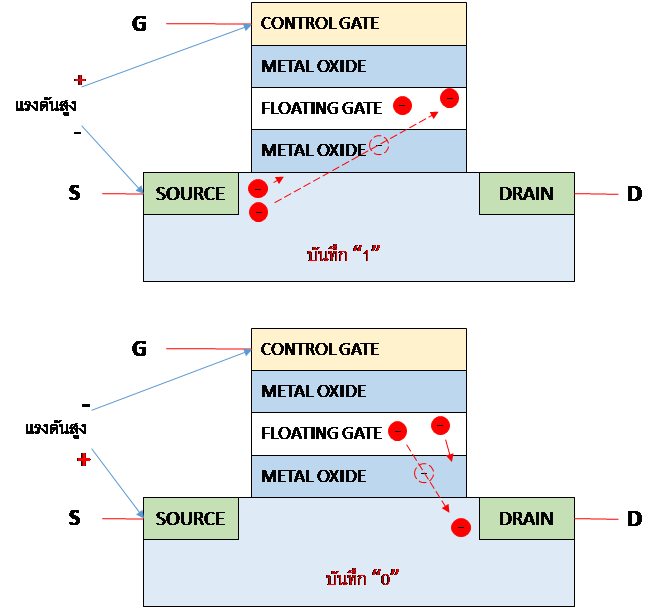 G
CONTROL GATE
METAL OXIDE
+
แรงดันสูง
-
FLOATING GATE - -
METAL OXIDE -
S
SOURCE
-
-
DRAIN
D
บันทึก “1”
G
CONTROL GATE
METAL OXIDE
-
แรงดันสูง
+
FLOATING GATE - -
METAL OXIDE -
S
SOURCE
-
DRAIN
D
บันทึก “0”